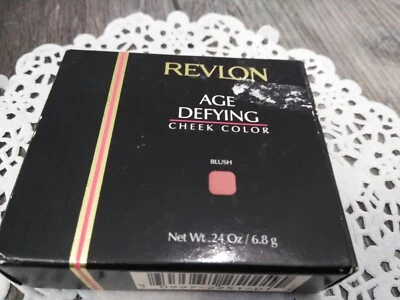 REVLON
AGE
DEFYING
CHEEK COLOR
BLUSH
Net Wt .24 Oz / 6.8 g